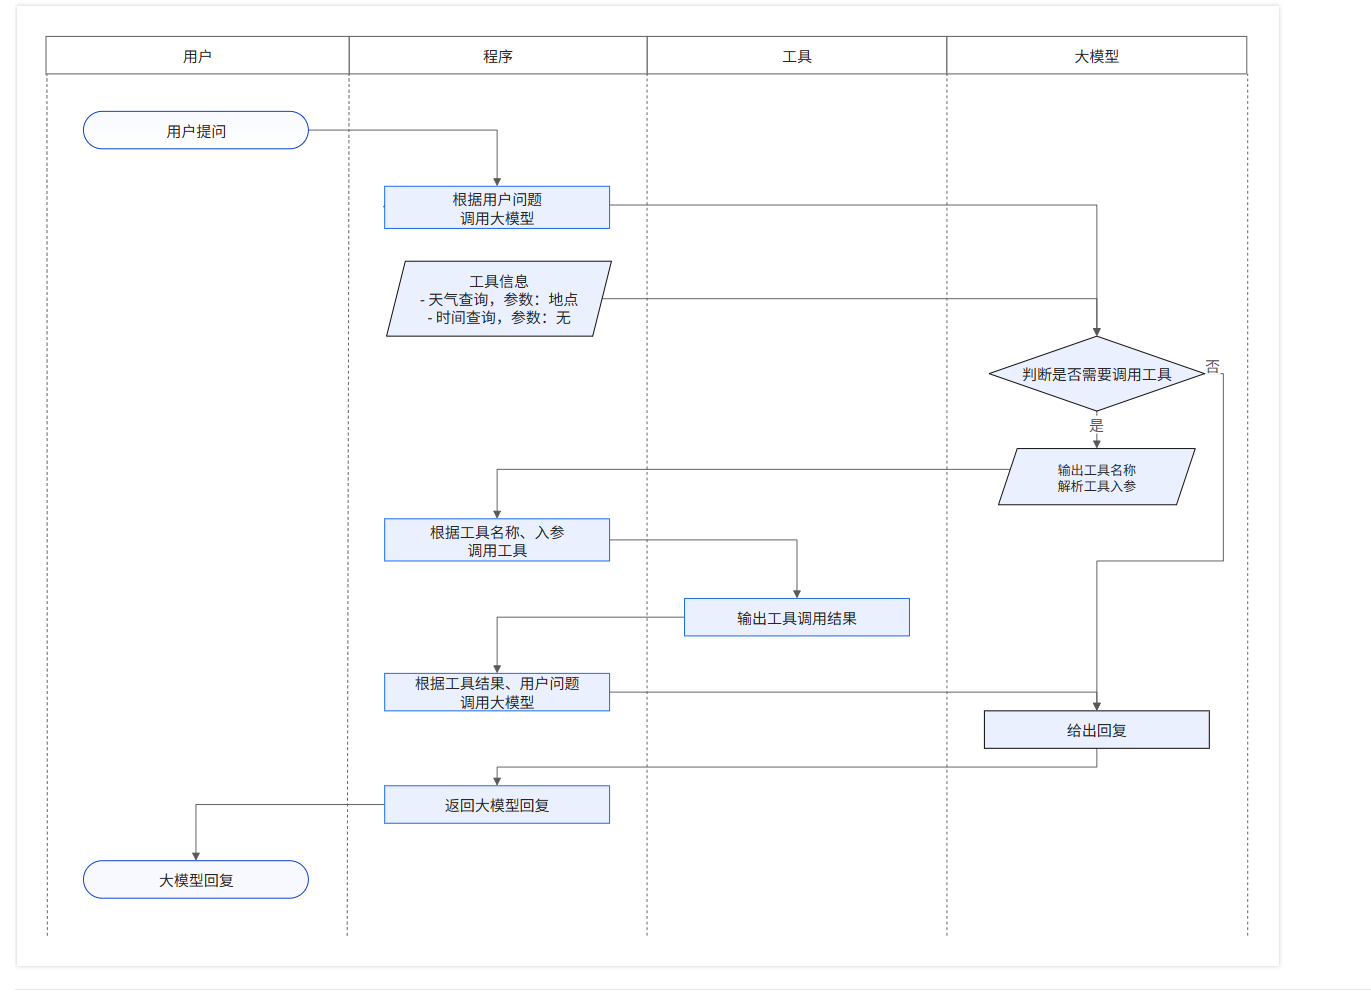 用户
程序
工具
大模型
用户提问
根据用户问题
调用大模型
工具信息
- 天气查询，参数：地点
- 时间查询，参数：无
判断是否需要调用工具
否
是
输出工具名称
解析工具入参
根据工具名称、入参
调用工具
输出工具调用结果
根据工具结果、用户问题
调用大模型
给出回复
返回大模型回复
大模型回复